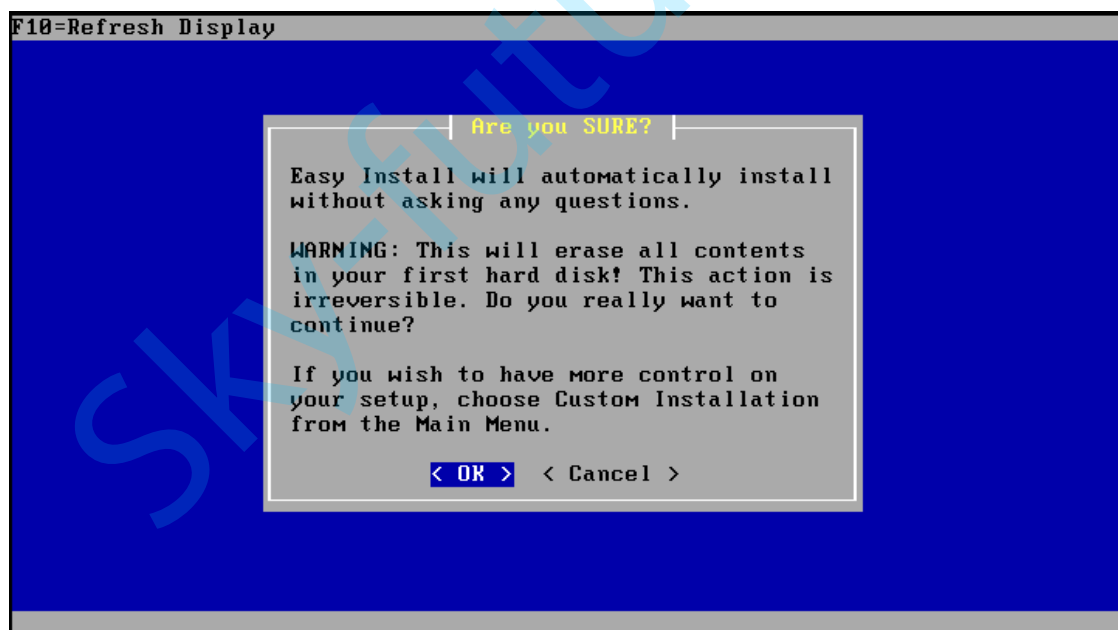 F10=Refresh Display
Are you SURE?
Easy Install will automatically install
without asking any questions.
WARNING: This will erase all contents
in your first hard disk! This action is
irreversible. Do you really want to
continue?
If you wish to have more control on
your setup, choose Custom Installation
from the Main Menu.
< OK > < Cancel >
Sky-futu